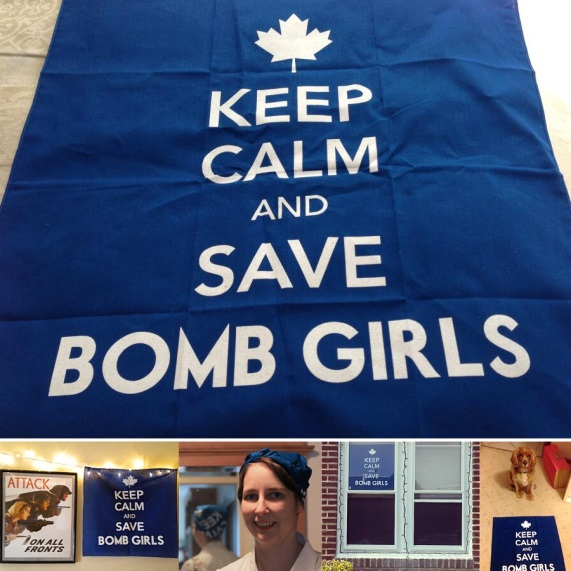 KEEP
CALM
AND
SAVE
BOMB GIRLS
ATTACK
ON ALL
FRONTS
KEEP
CALM
AND
SAVE
BOMB GIRLS
KEEP
CALM
AND
SAVE
BOMB GIRLS
KEEP
CALM
AND
SAVE
BOMB GIRLS